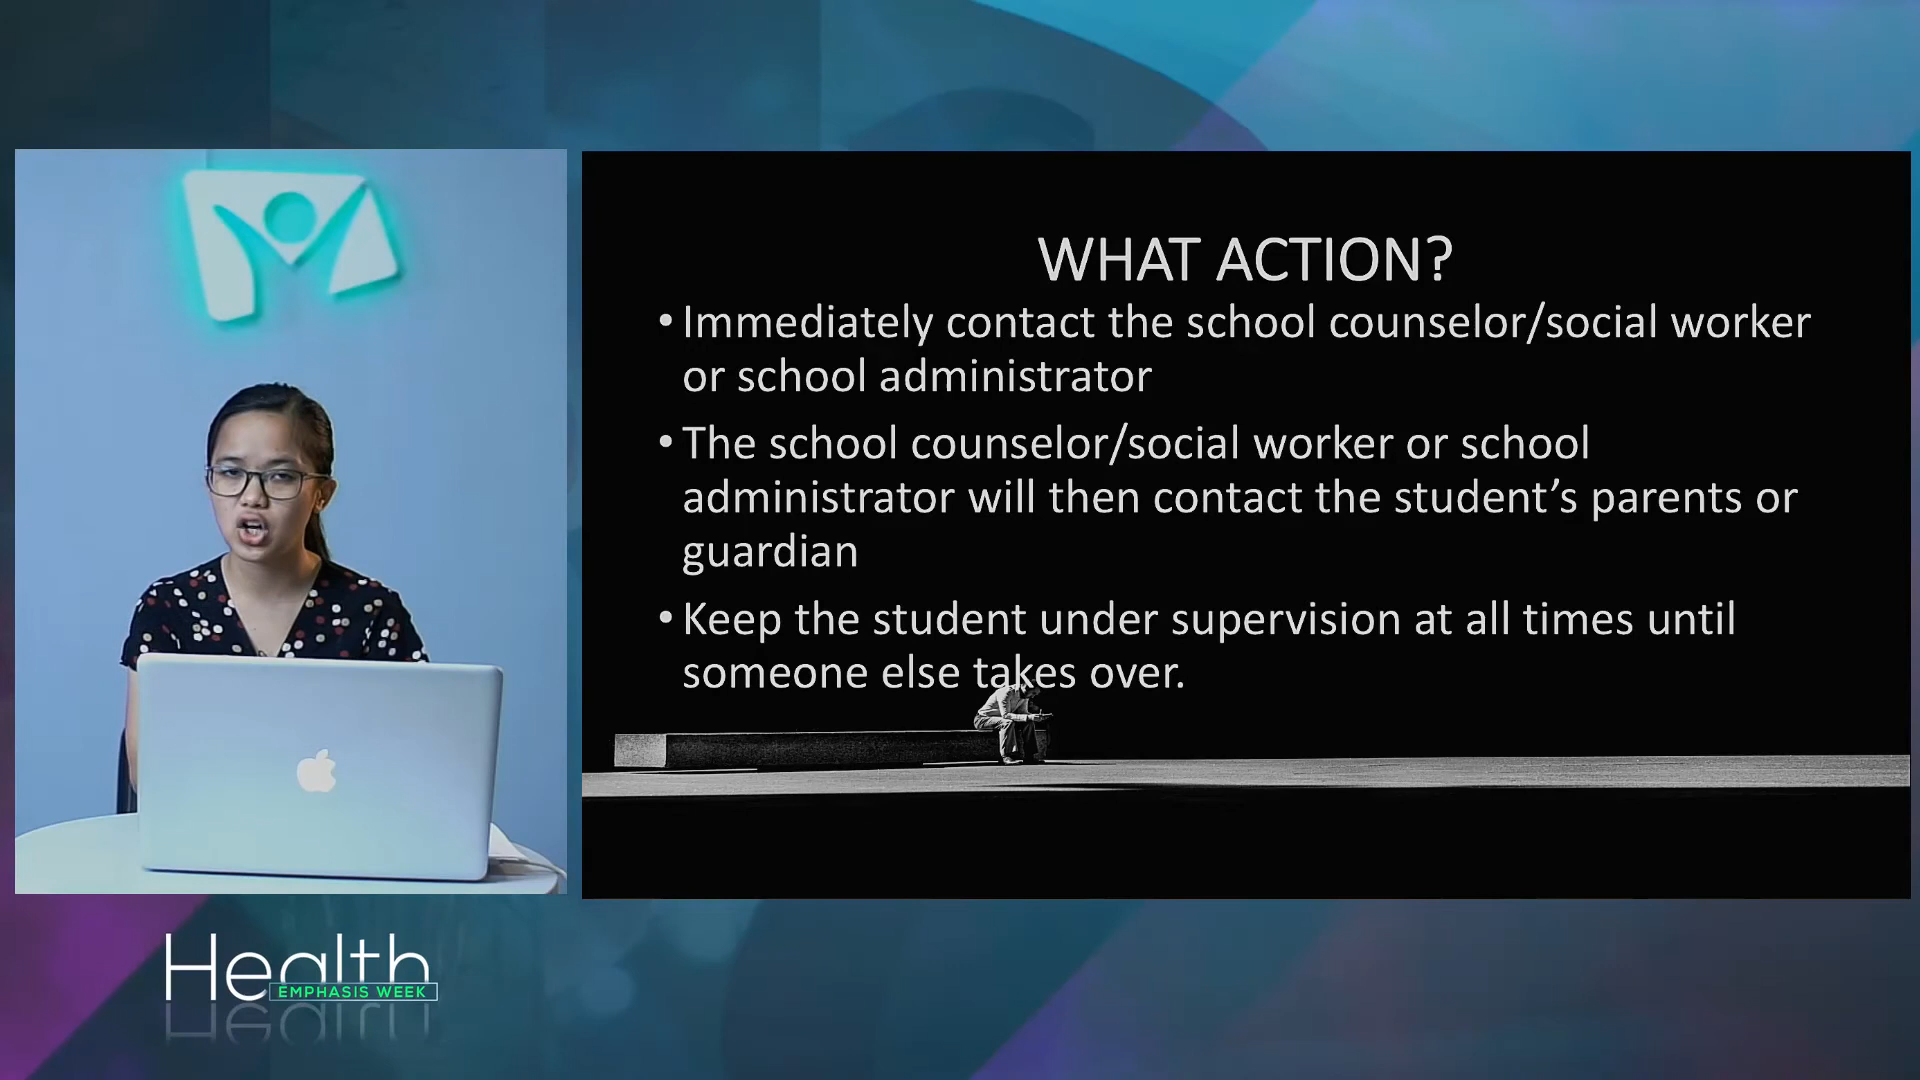 WHAT ACTION?
• Immediately contact the school counselor/social worker
or school administrator
• The school counselor/social worker or school
administrator will then contact the student’s parents or
guardian
• Keep the student under supervision at all times until
someone else takes over.
Health
EMPHASIS WEEK